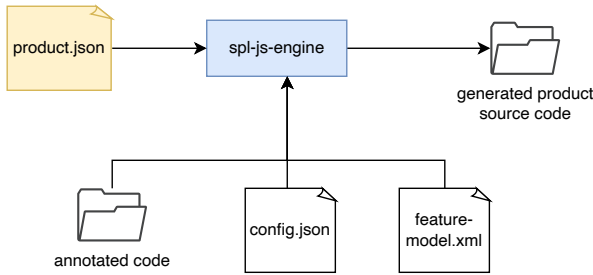 product.json
spl-js-engine
generated product
source code
annotated code
config.json
feature-
model.xml